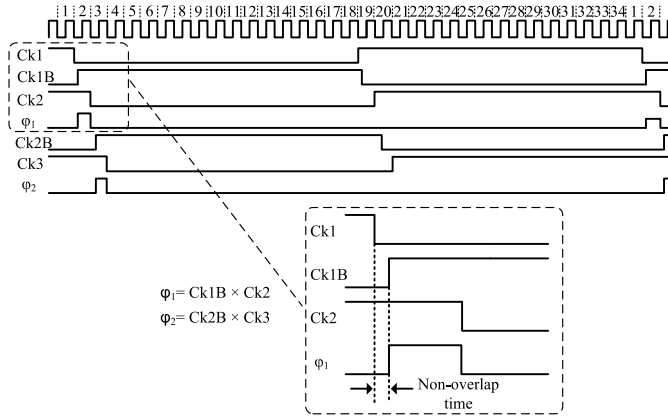 1 2 3 4 5 6 7 8 9 10 11 12 13 14 15 16 17 18 19 20 21 22 23 24 25 26 27 28 29 30 31 32 33 34 1 2
Ck1
Ck1B
Ck2
φ1
Ck2B
Ck3
φ2
φ1= Ck1B × Ck2
φ2= Ck2B × Ck3
Ck1
Ck1B
Ck2
φ1
Non-overlap
time